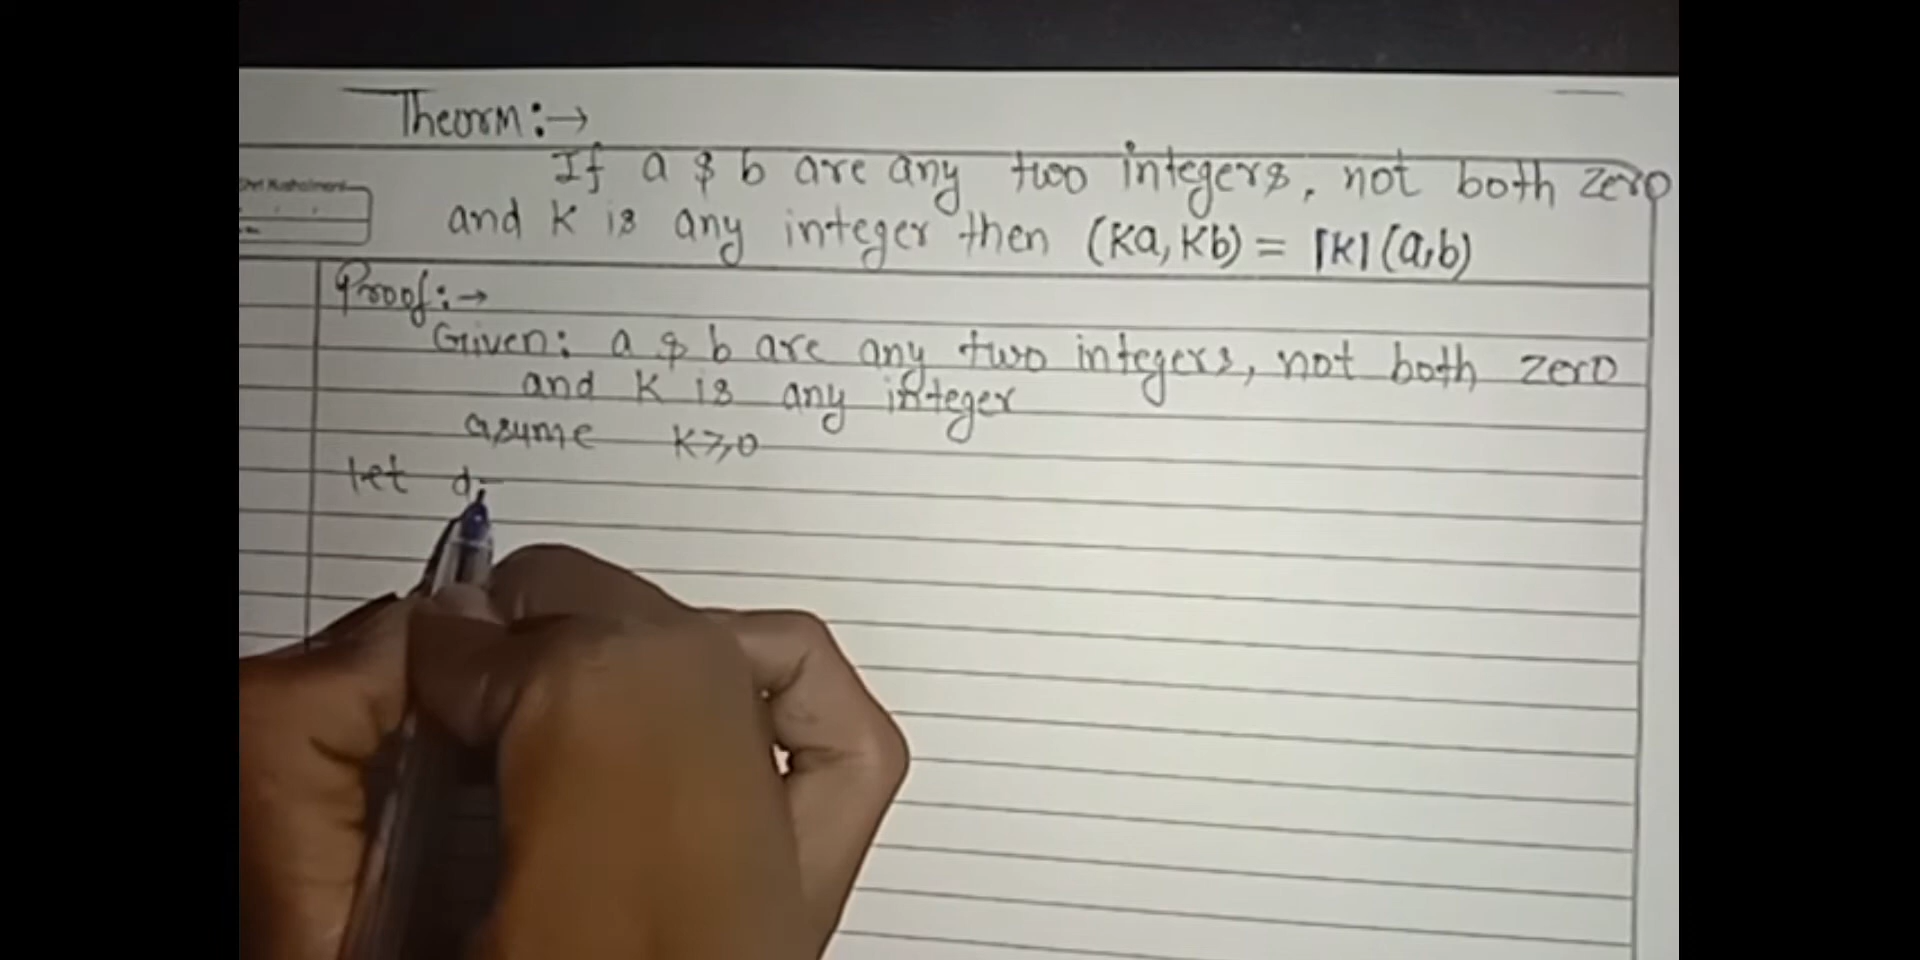 Theorm:→
If a & b are any two integers, not both zero
and K is any integer then (Ka, Kb) = |K| (a,b)
Proof:→
Given: a & b are any two integers, not both zero
and K is any integer
asume K≥0
let d=